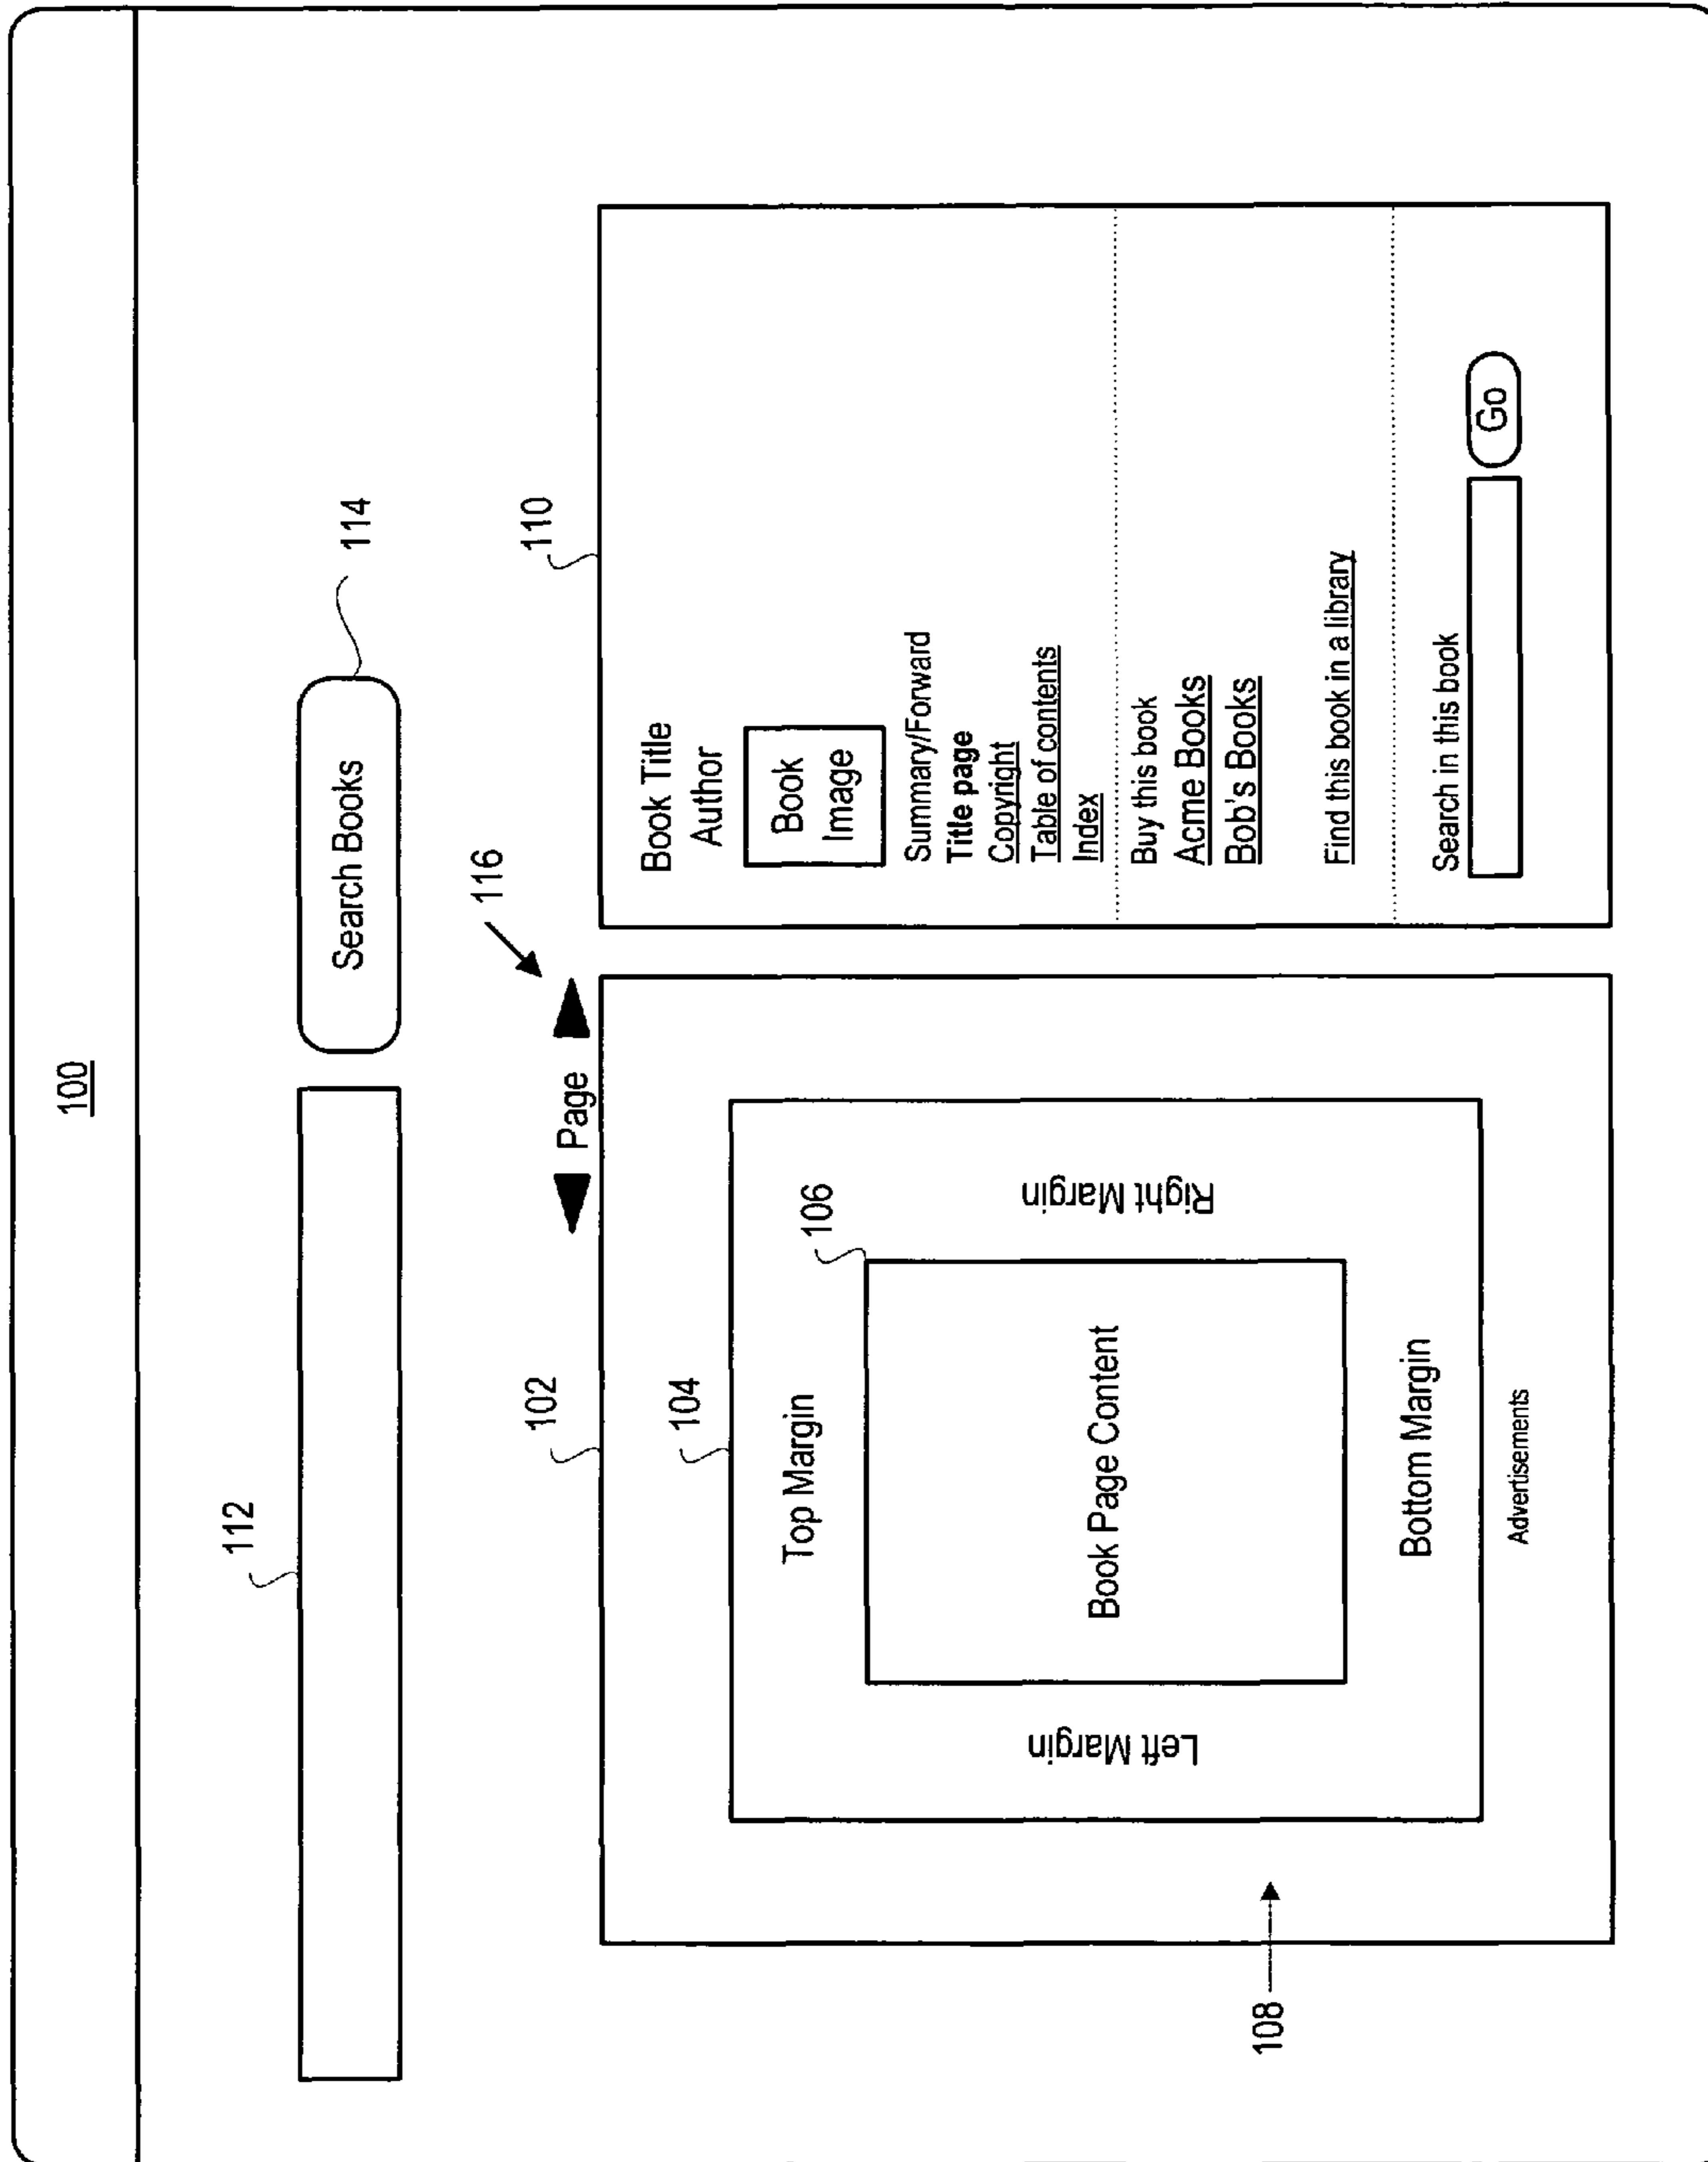 100
112
Search Books
114
102
Page
116
104
Top Margin
106
Left Margin
Book Page Content
Right Margin
Bottom Margin
Advertisements
108
110
Book Title
Author
Book
Image
Summary/Forward
Title page
Copyright
Table of contents
Index
Buy this book
Acme Books
Bob's Books
Find this book in a library
Search in this book
Go